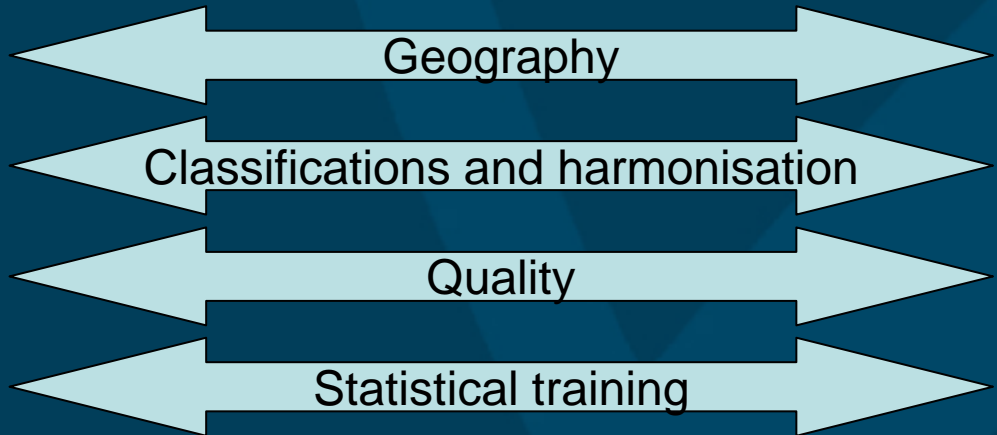 Geography
Classifications and harmonisation
Quality
Statistical training